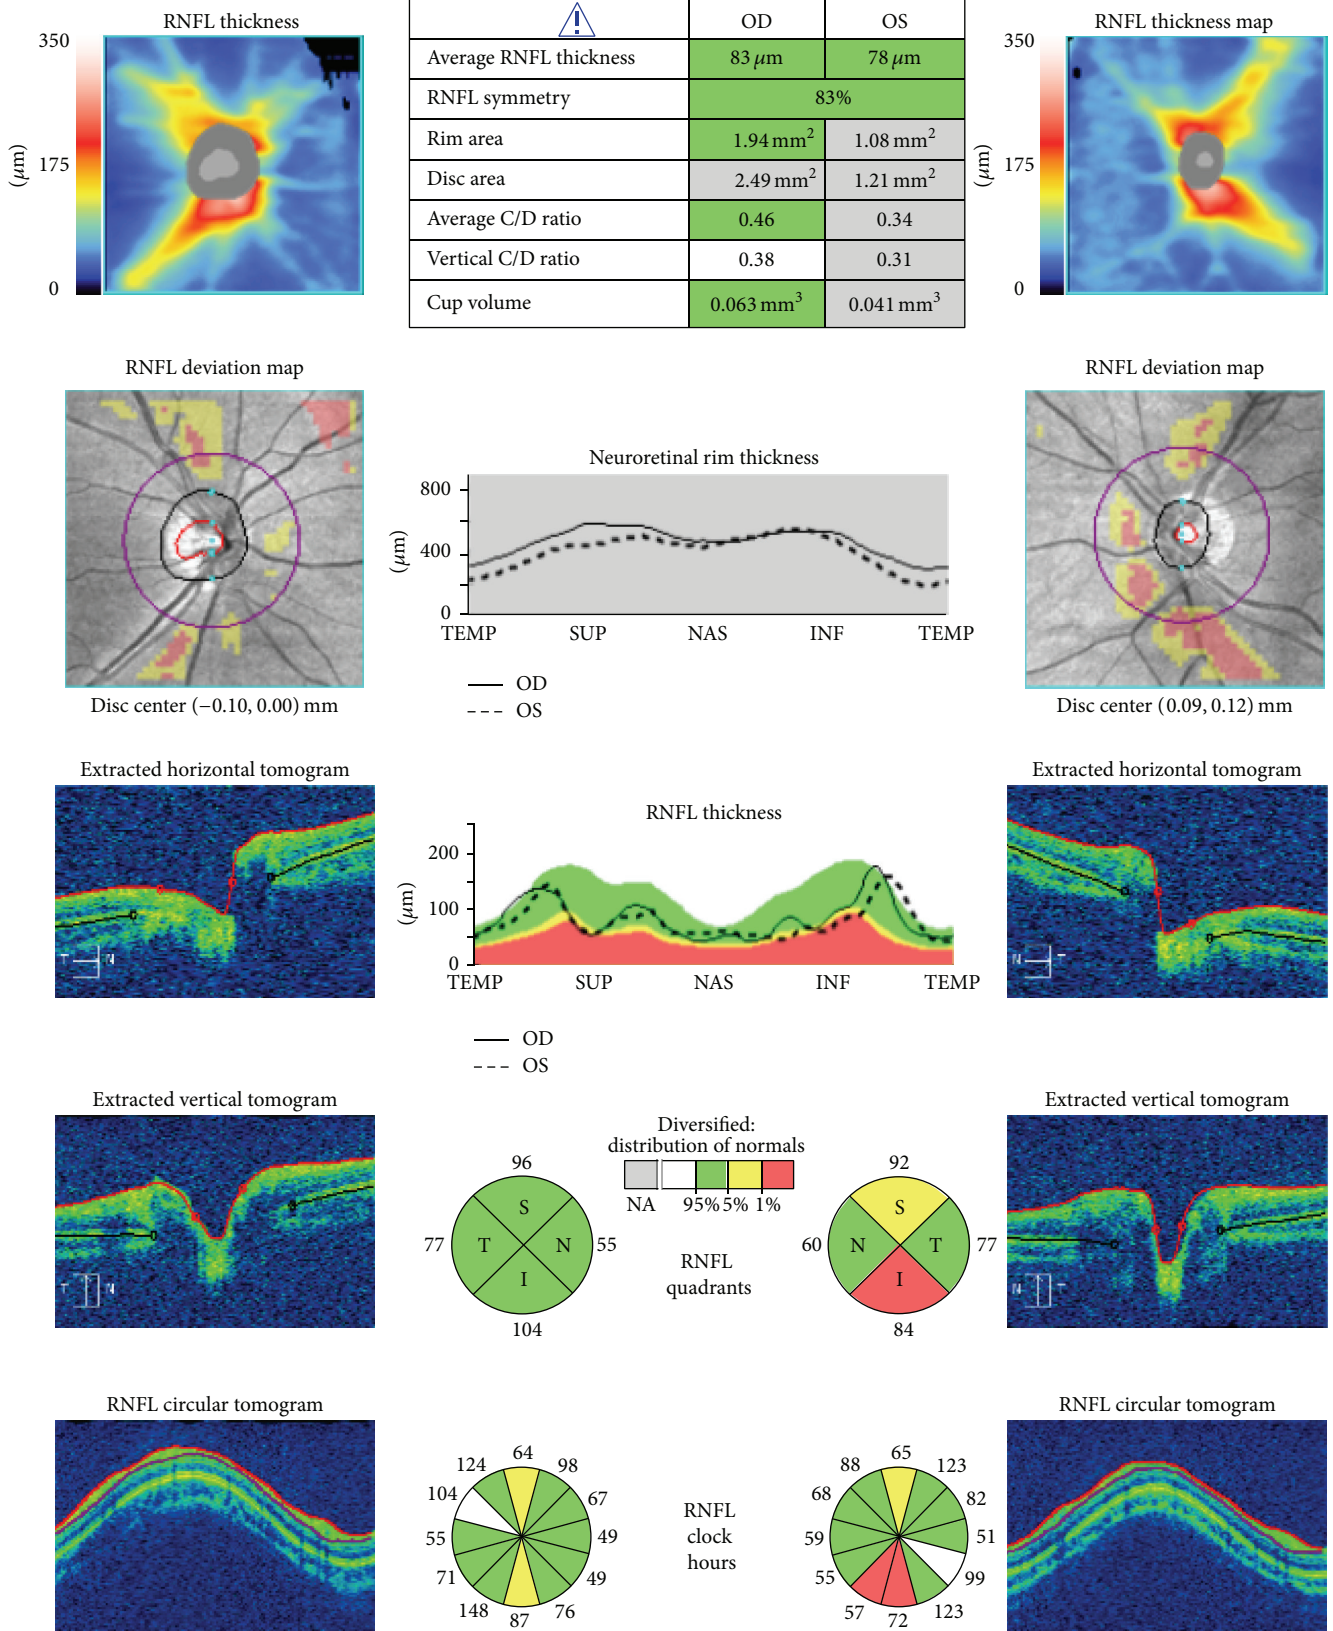 RNFL thickness
350
175
0
(μm)
OD OS
Average RNFL thickness 83 μm 78 μm
RNFL symmetry 83%
Rim area 1.94 mm² 1.08 mm²
Disc area 2.49 mm² 1.21 mm²
Average C/D ratio 0.46 0.34
Vertical C/D ratio 0.38 0.31
Cup volume 0.063 mm³ 0.041 mm³
RNFL thickness map
350
175
0
(μm)
RNFL deviation map
Disc center (−0.10, 0.00) mm
Neuroretinal rim thickness
800
400
0
(μm)
TEMP SUP NAS INF TEMP
OD
OS
RNFL deviation map
Disc center (0.09, 0.12) mm
Extracted horizontal tomogram
T N
RNFL thickness
200
100
0
(μm)
TEMP SUP NAS INF TEMP
OD
OS
Extracted horizontal tomogram
N T
Extracted vertical tomogram
T N
Diversified:
distribution of normals
NA 95% 5% 1%
96
S
77 T N 55
I
104
RNFL
quadrants
92
S
60 N T 77
I
84
Extracted vertical tomogram
N T
RNFL circular tomogram
64
124 98
104 67
55 49
71 49
148 76
87
RNFL
clock
hours
65
88 123
68 82
59 51
55 99
57 123
72
RNFL circular tomogram